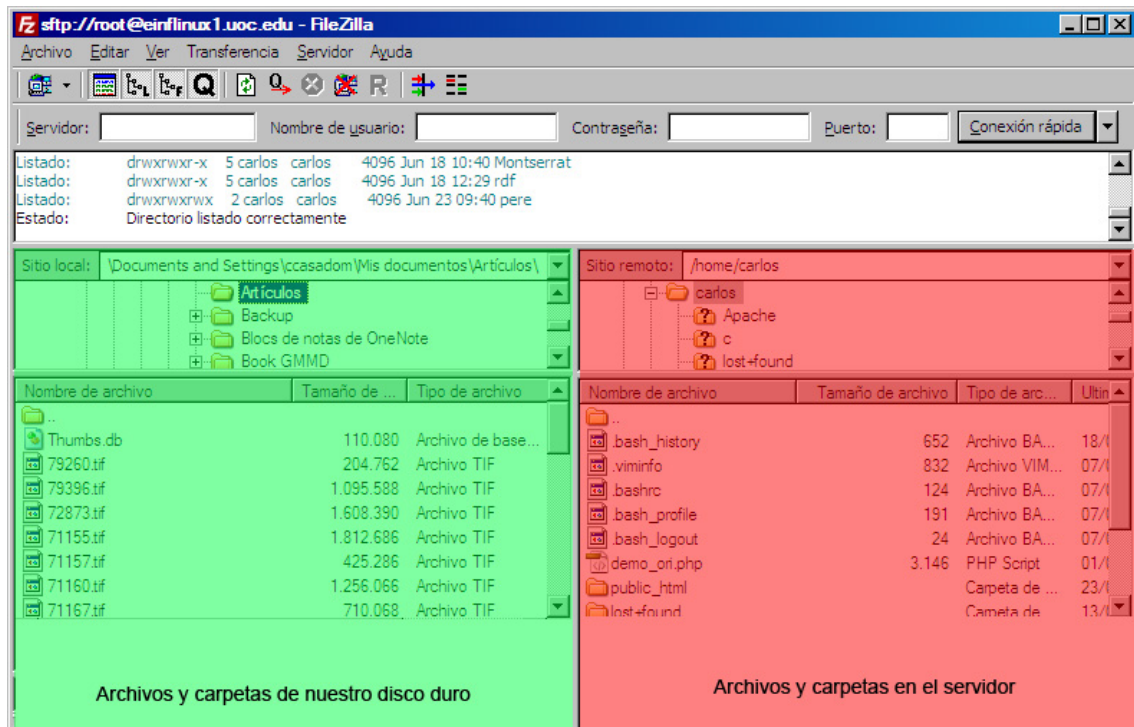 sftp://root@einflinux1.uoc.edu - FileZilla
Archivo Editar Ver Transferencia Servidor Ayuda
Servidor: Nombre de usuario: Contraseña: Puerto: Conexión rápida
Listado: drwxrwxr-x 5 carlos carlos 4096 Jun 18 10:40 Montserrat
Listado: drwxrwxr-x 5 carlos carlos 4096 Jun 18 12:29 rdf
Listado: drwxrwxrwx 2 carlos carlos 4096 Jun 23 09:40 pere
Estado: Directorio listado correctamente
Sitio local: \Documents and Settings\ccasadom\Mis documentos\Artículos\
Artículos
Backup
Blocs de notas de OneNote
Book GMMD
Nombre de archivo Tamaño de ... Tipo de archivo
..
Thumbs.db 110.080 Archivo de base...
79260.tif 204.762 Archivo TIF
79396.tif 1.095.588 Archivo TIF
72873.tif 1.608.390 Archivo TIF
71155.tif 1.812.686 Archivo TIF
71157.tif 425.286 Archivo TIF
71160.tif 1.256.066 Archivo TIF
71167.tif 710.068 Archivo TIF
Archivos y carpetas de nuestro disco duro
Sitio remoto: /home/carlos
carlos
Apache
c
lost+found
Nombre de archivo Tamaño de archivo Tipo de arc... Ultin
..
.bash_history 652 Archivo BA... 18/
.viminfo 832 Archivo VIM... 07/
.bashrc 124 Archivo BA... 07/
.bash_profile 191 Archivo BA... 07/
.bash_logout 24 Archivo BA... 07/
demo_ori.php 3.146 PHP Script 01/
public_html Carpeta de ... 23/
lost+found Carpeta de 13/
Archivos y carpetas en el servidor